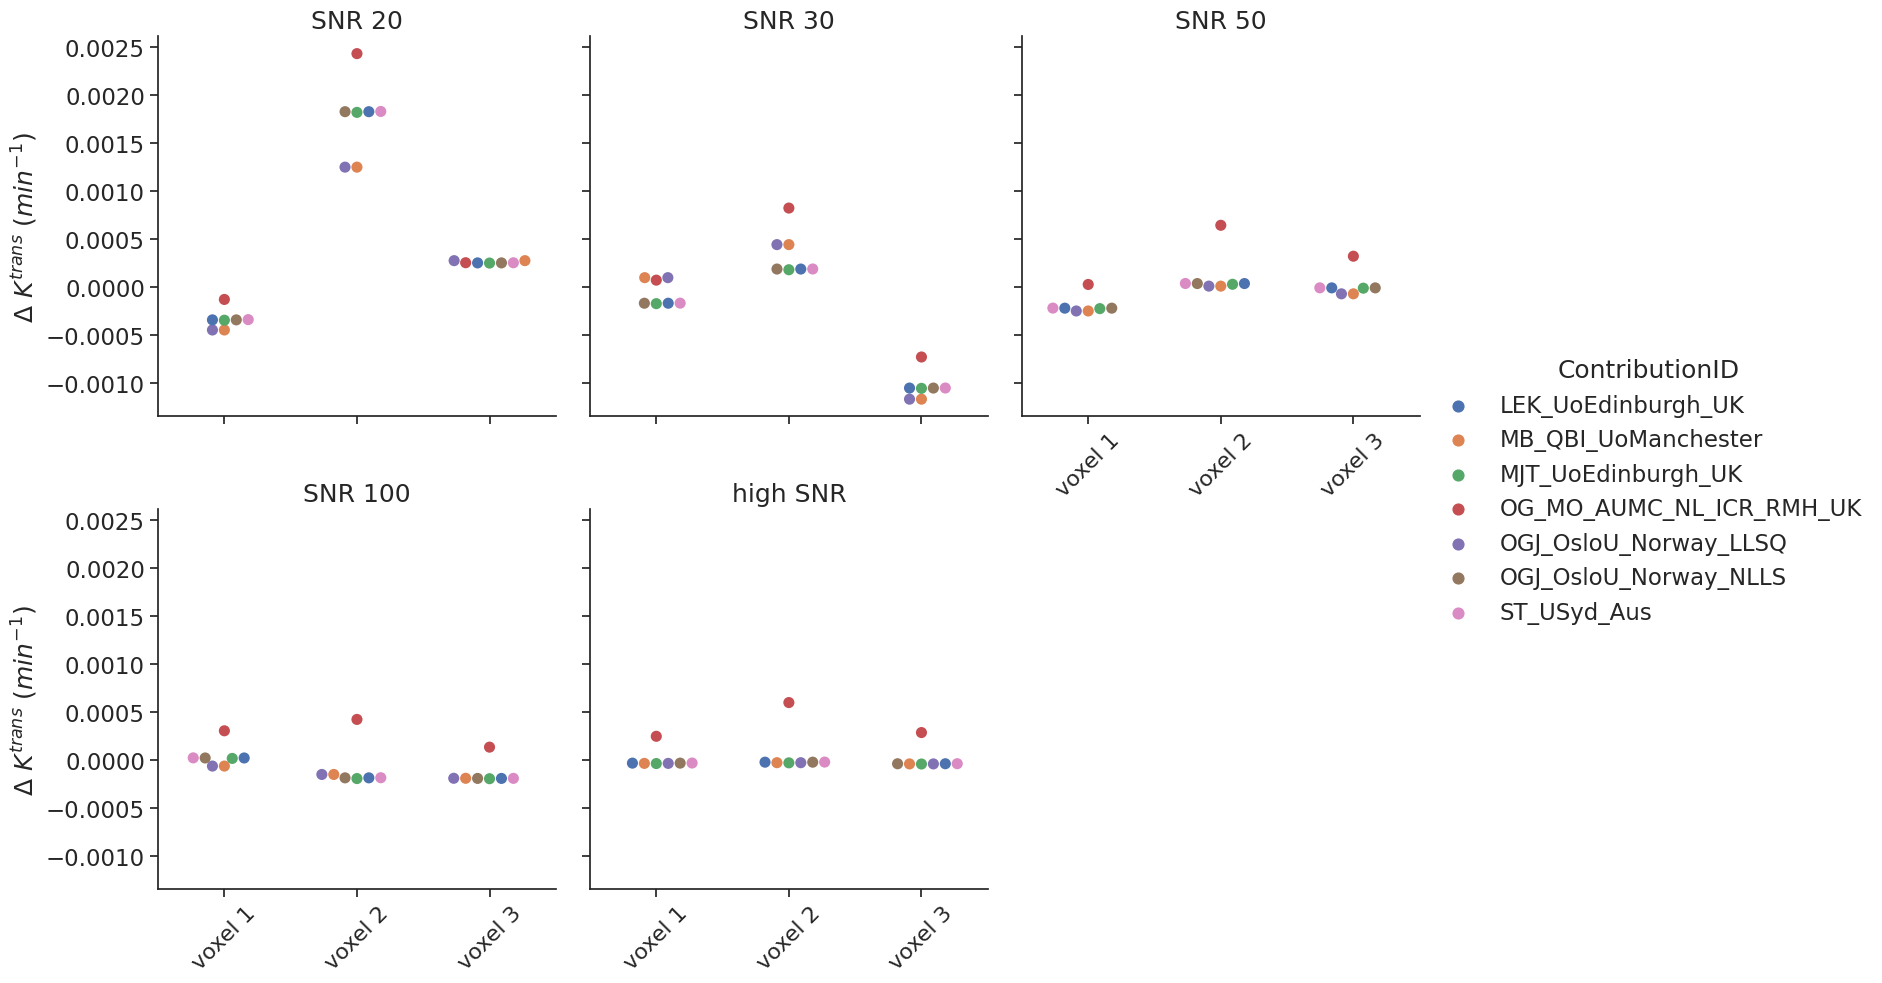 SNR 20
SNR 30
SNR 50
0.0025
0.0020
0.0015
0.0010
0.0005
0.0000
−0.0005
−0.0010
Δ K^trans (min^−1)
voxel 1
voxel 2
voxel 3
ContributionID
LEK_UoEdinburgh_UK
MB_QBI_UoManchester
MJT_UoEdinburgh_UK
OG_MO_AUMC_NL_ICR_RMH_UK
OGJ_OsloU_Norway_LLSQ
OGJ_OsloU_Norway_NLLS
ST_USyd_Aus
SNR 100
high SNR
0.0025
0.0020
0.0015
0.0010
0.0005
0.0000
−0.0005
−0.0010
Δ K^trans (min^−1)
voxel 1
voxel 2
voxel 3
voxel 1
voxel 2
voxel 3